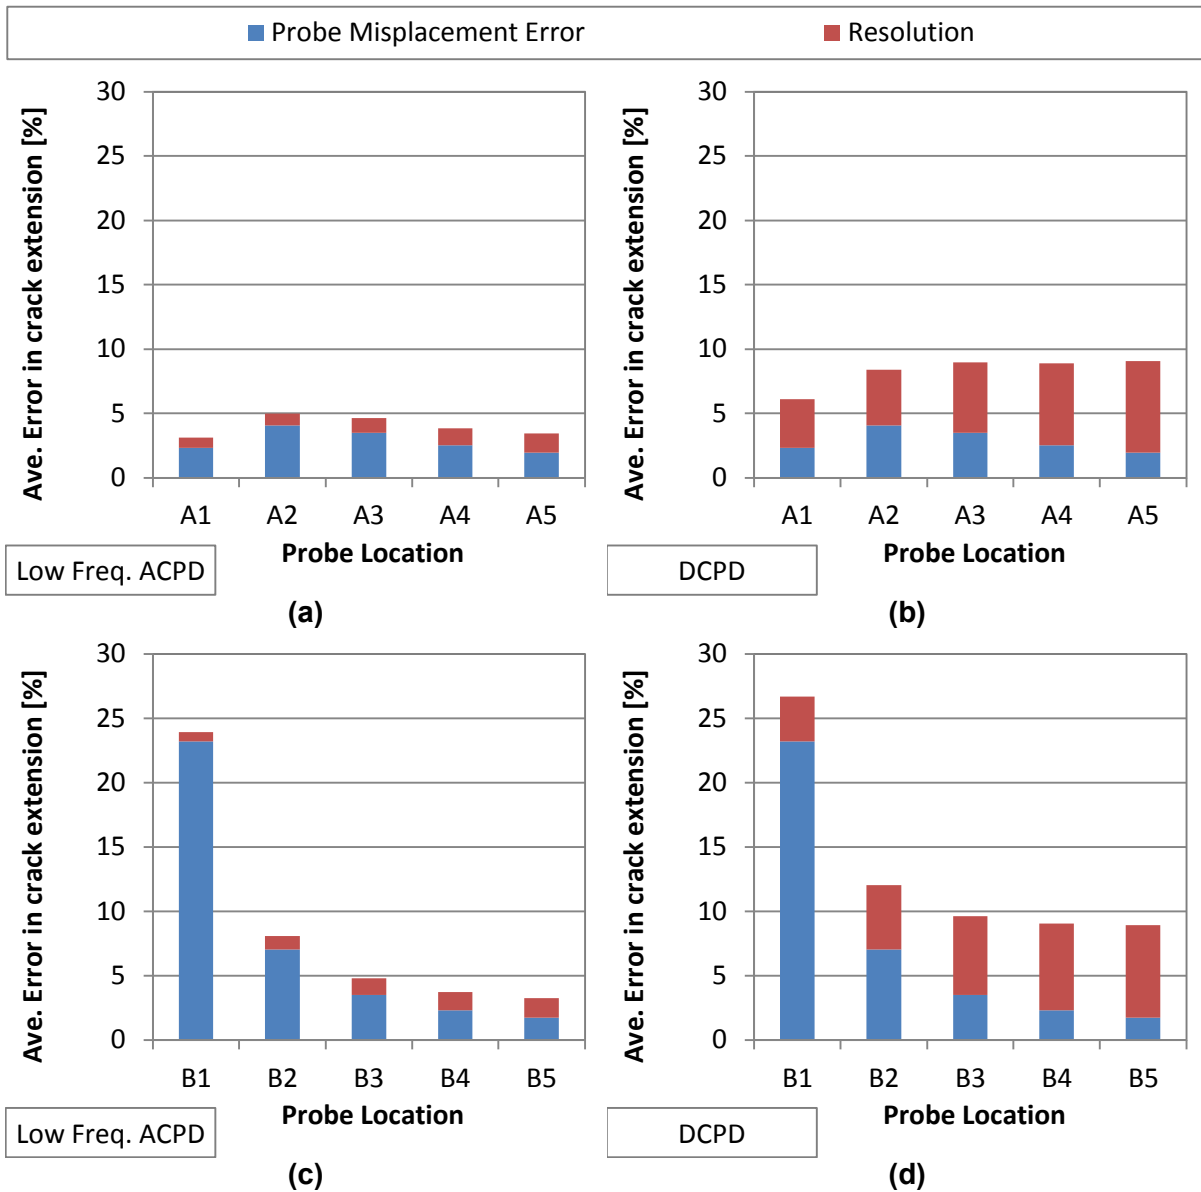 Probe Misplacement Error Resolution
Ave. Error in crack extension [%]
30
25
20
15
10
5
0
A1 A2 A3 A4 A5
Probe Location
Low Freq. ACPD
(a)
Ave. Error in crack extension [%]
30
25
20
15
10
5
0
A1 A2 A3 A4 A5
Probe Location
DCPD
(b)
Ave. Error in crack extension [%]
30
25
20
15
10
5
0
B1 B2 B3 B4 B5
Probe Location
Low Freq. ACPD
(c)
Ave. Error in crack extension [%]
30
25
20
15
10
5
0
B1 B2 B3 B4 B5
Probe Location
DCPD
(d)